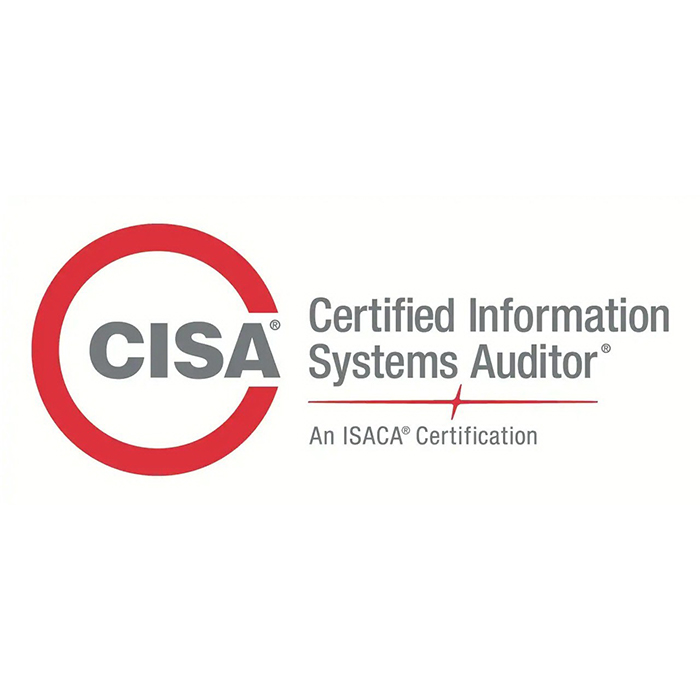 CISA®
Certified Information
Systems Auditor®
An ISACA® Certification